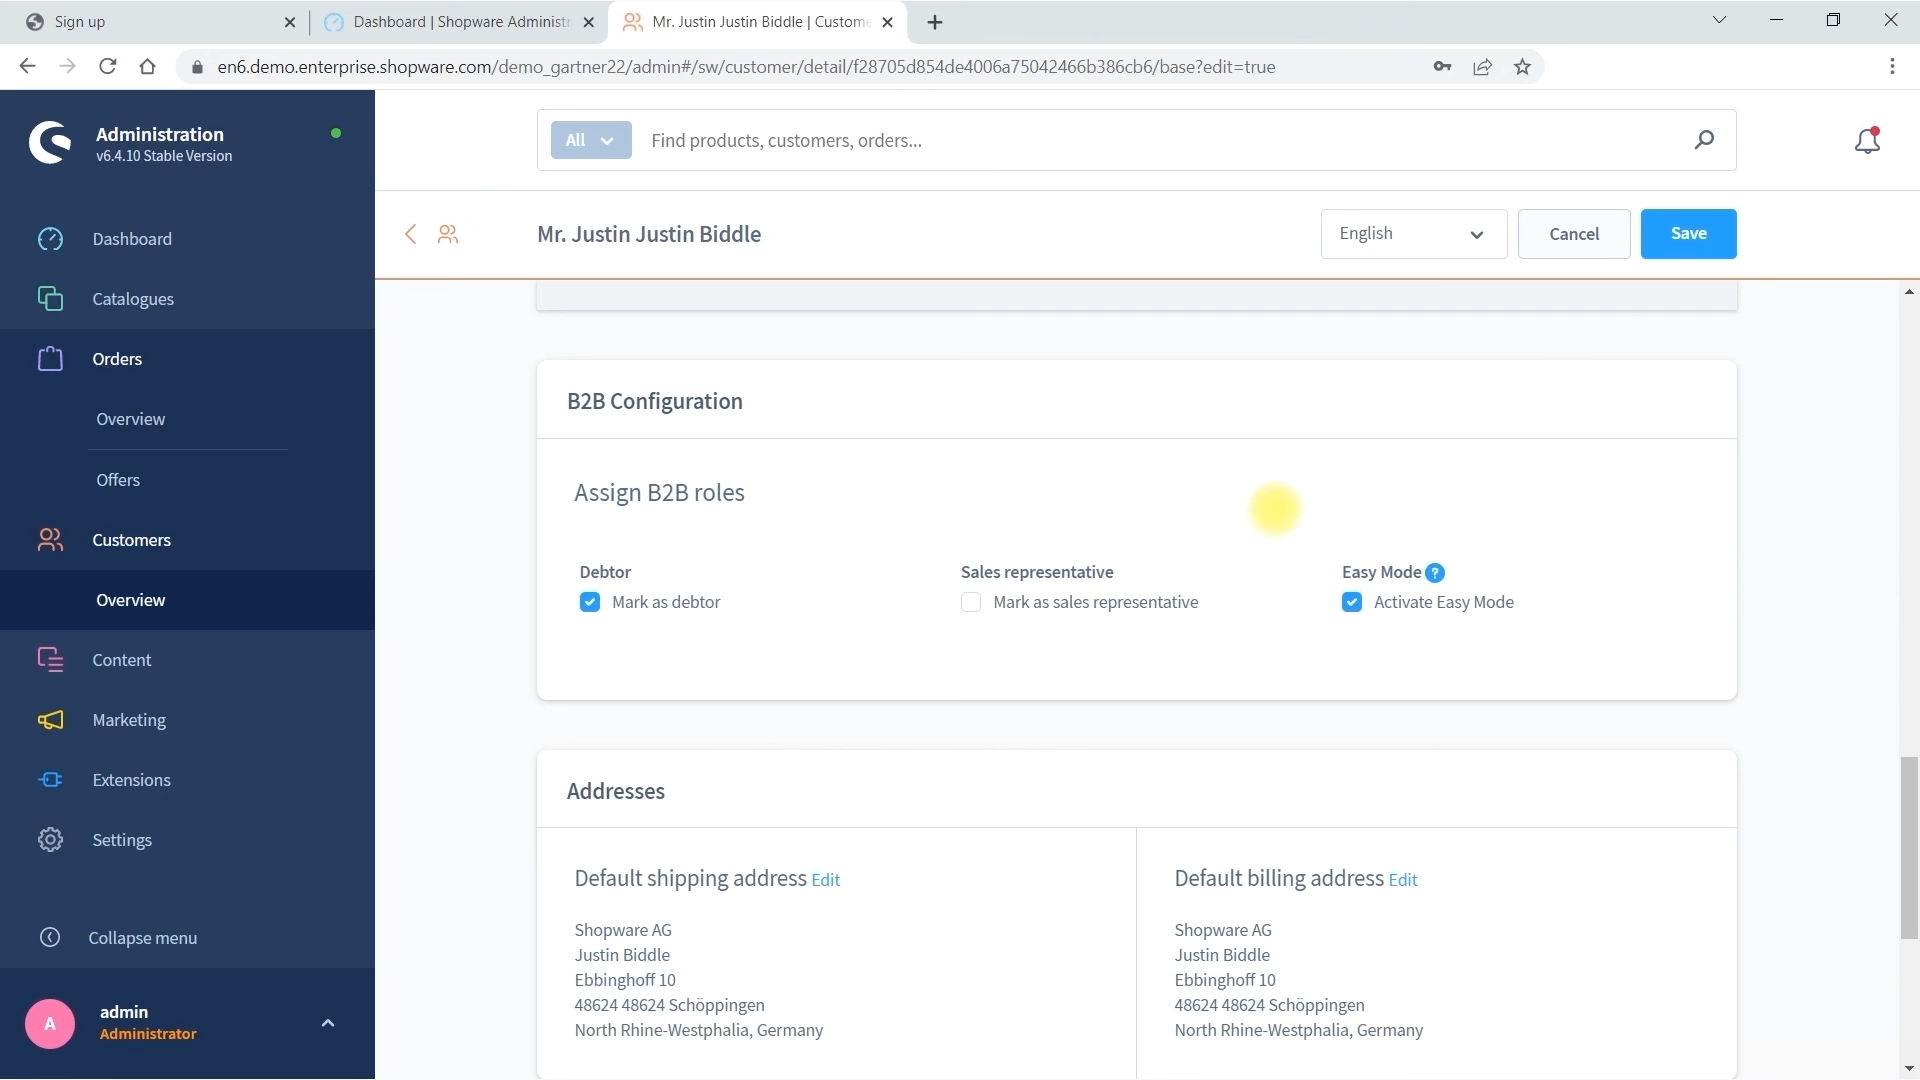 Sign up
Dashboard | Shopware Administr
Mr. Justin Justin Biddle | Custome
en6.demo.enterprise.shopware.com/demo_gartner22/admin#/sw/customer/detail/f28705d854de4006a75042466b386cb6/base?edit=true
Administration
v6.4.10 Stable Version
All
Find products, customers, orders...
Mr. Justin Justin Biddle
English
Cancel
Save
Dashboard
Catalogues
Orders
Overview
Offers
Customers
Overview
Content
Marketing
Extensions
Settings
Collapse menu
A
admin
Administrator
B2B Configuration
Assign B2B roles
Debtor
Mark as debtor
Sales representative
Mark as sales representative
Easy Mode ?
Activate Easy Mode
Addresses
Default shipping address Edit
Shopware AG
Justin Biddle
Ebbinghoff 10
48624 48624 Schöppingen
North Rhine-Westphalia, Germany
Default billing address Edit
Shopware AG
Justin Biddle
Ebbinghoff 10
48624 48624 Schöppingen
North Rhine-Westphalia, Germany